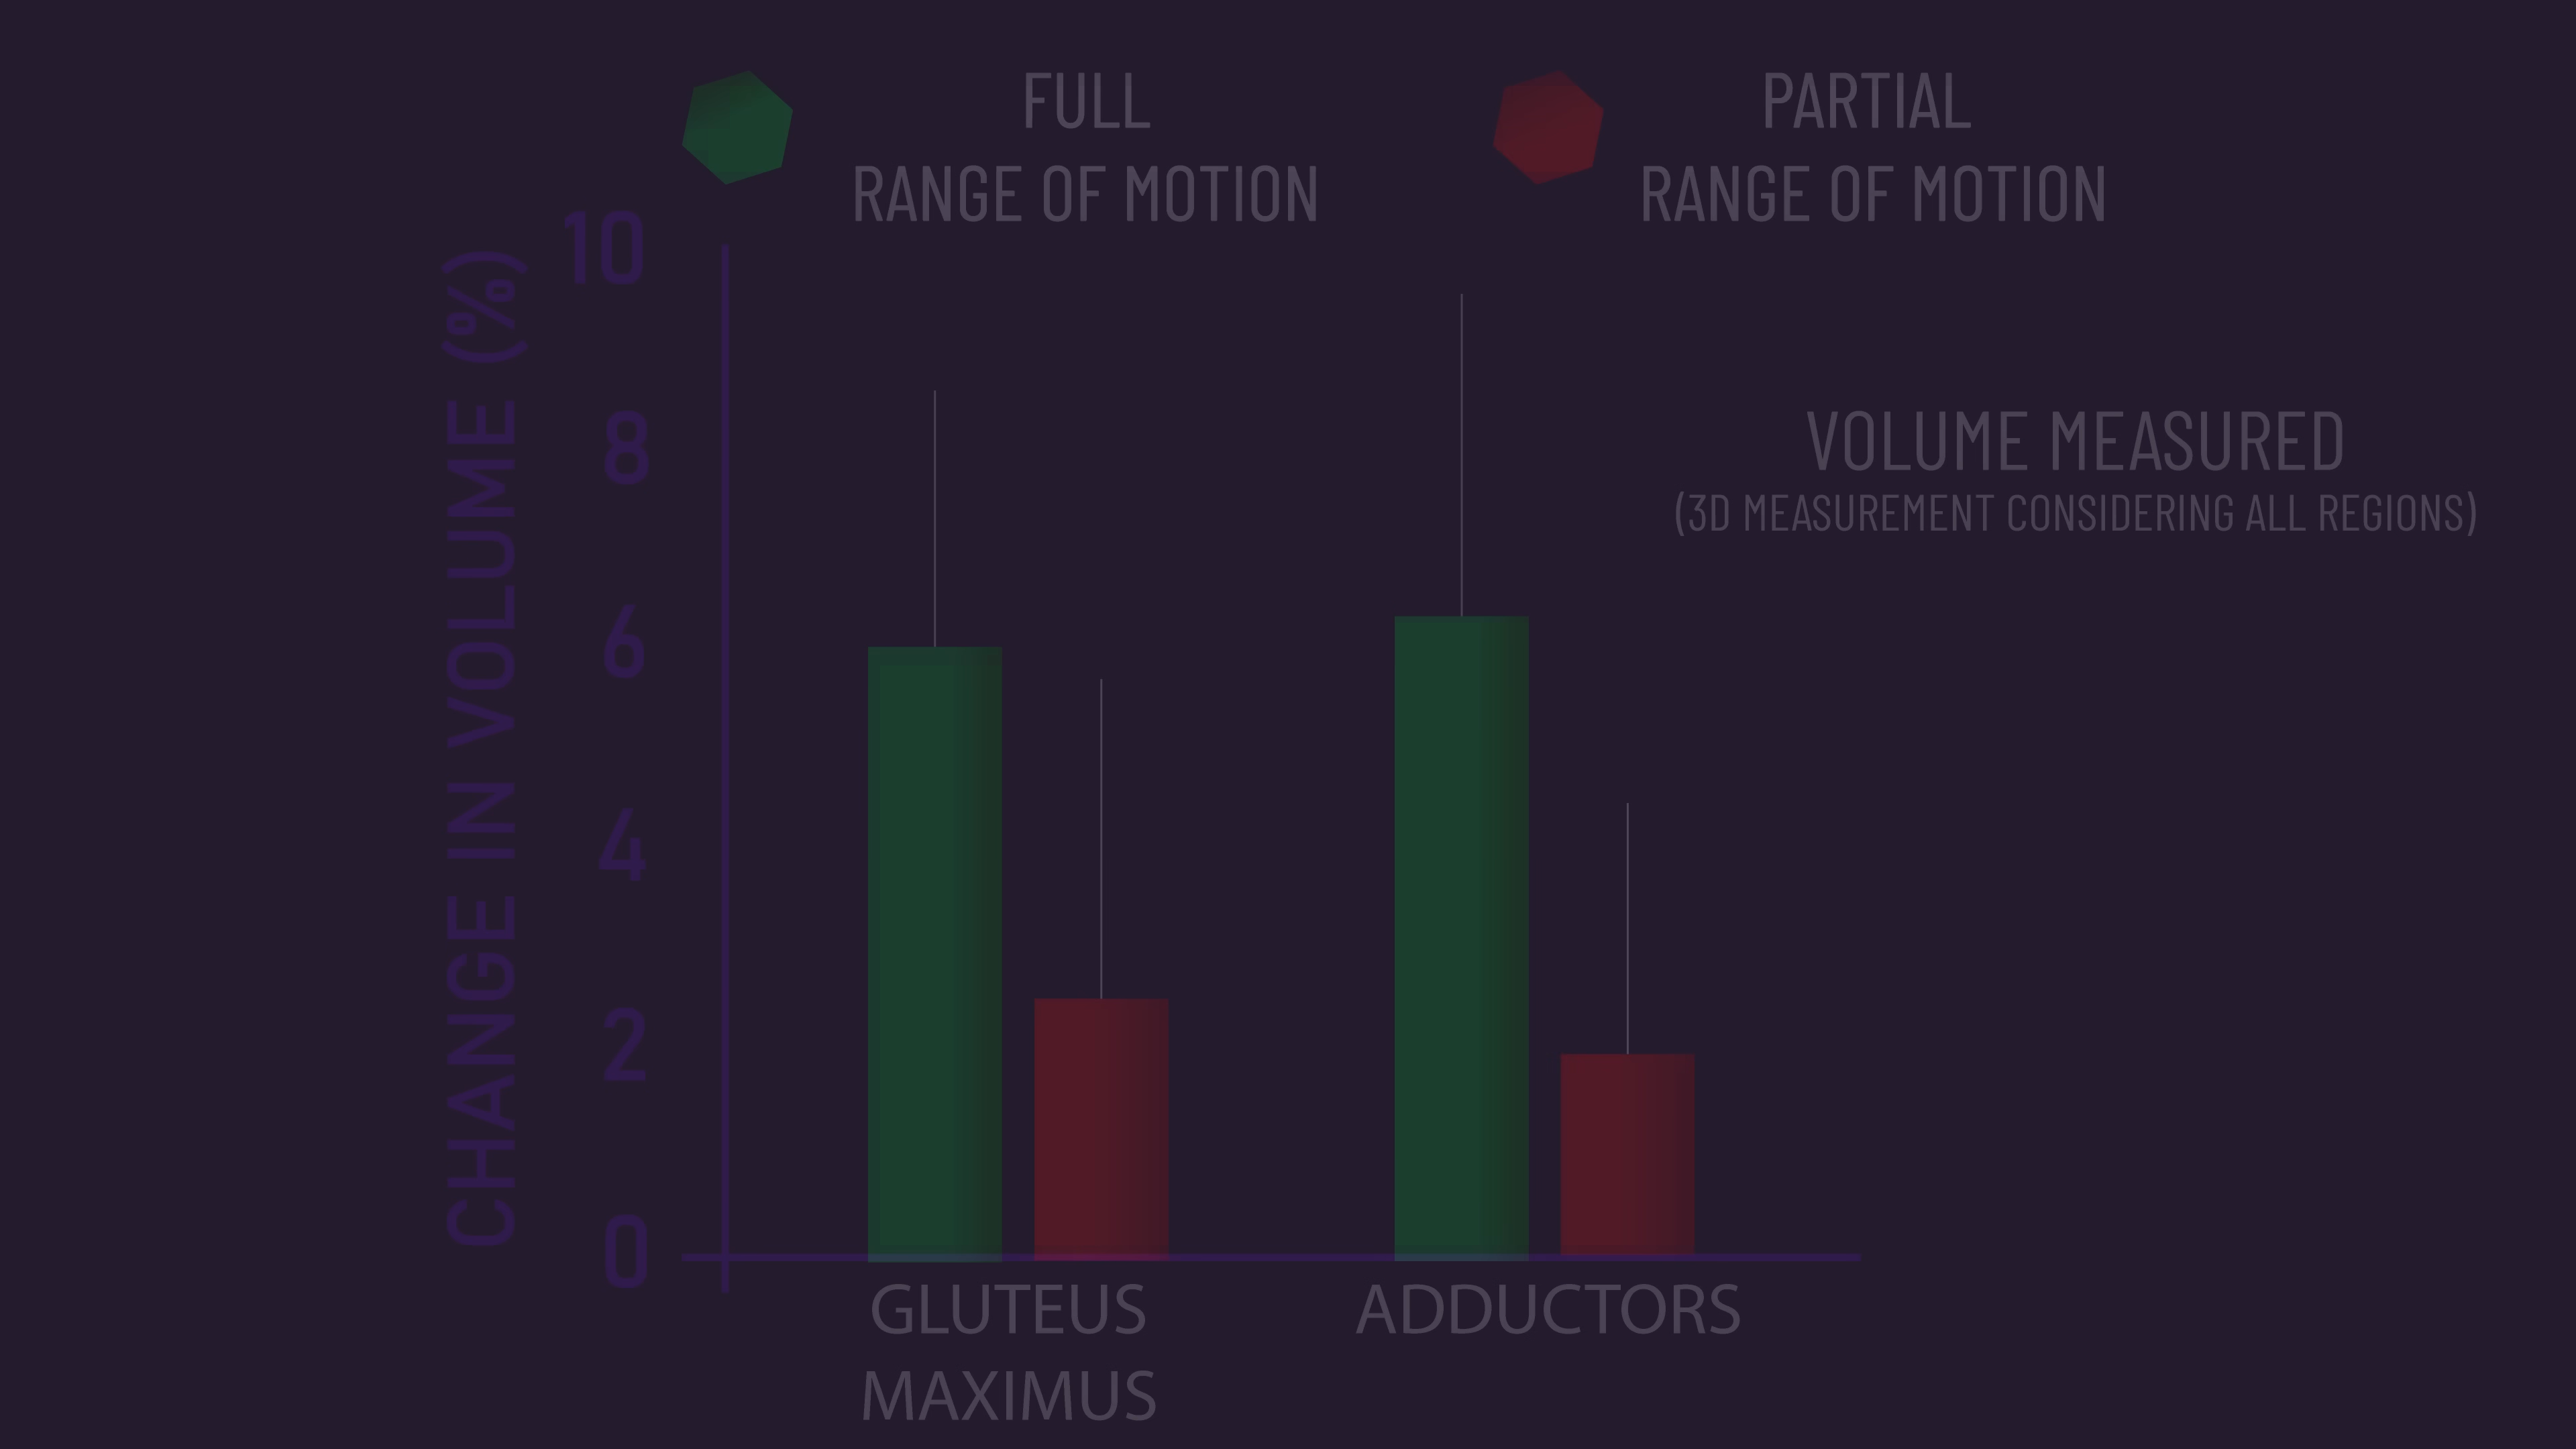 FULL
RANGE OF MOTION
PARTIAL
RANGE OF MOTION
CHANGE IN VOLUME (%)
10
8
6
4
2
0
VOLUME MEASURED
(3D MEASUREMENT CONSIDERING ALL REGIONS)
GLUTEUS
MAXIMUS
ADDUCTORS